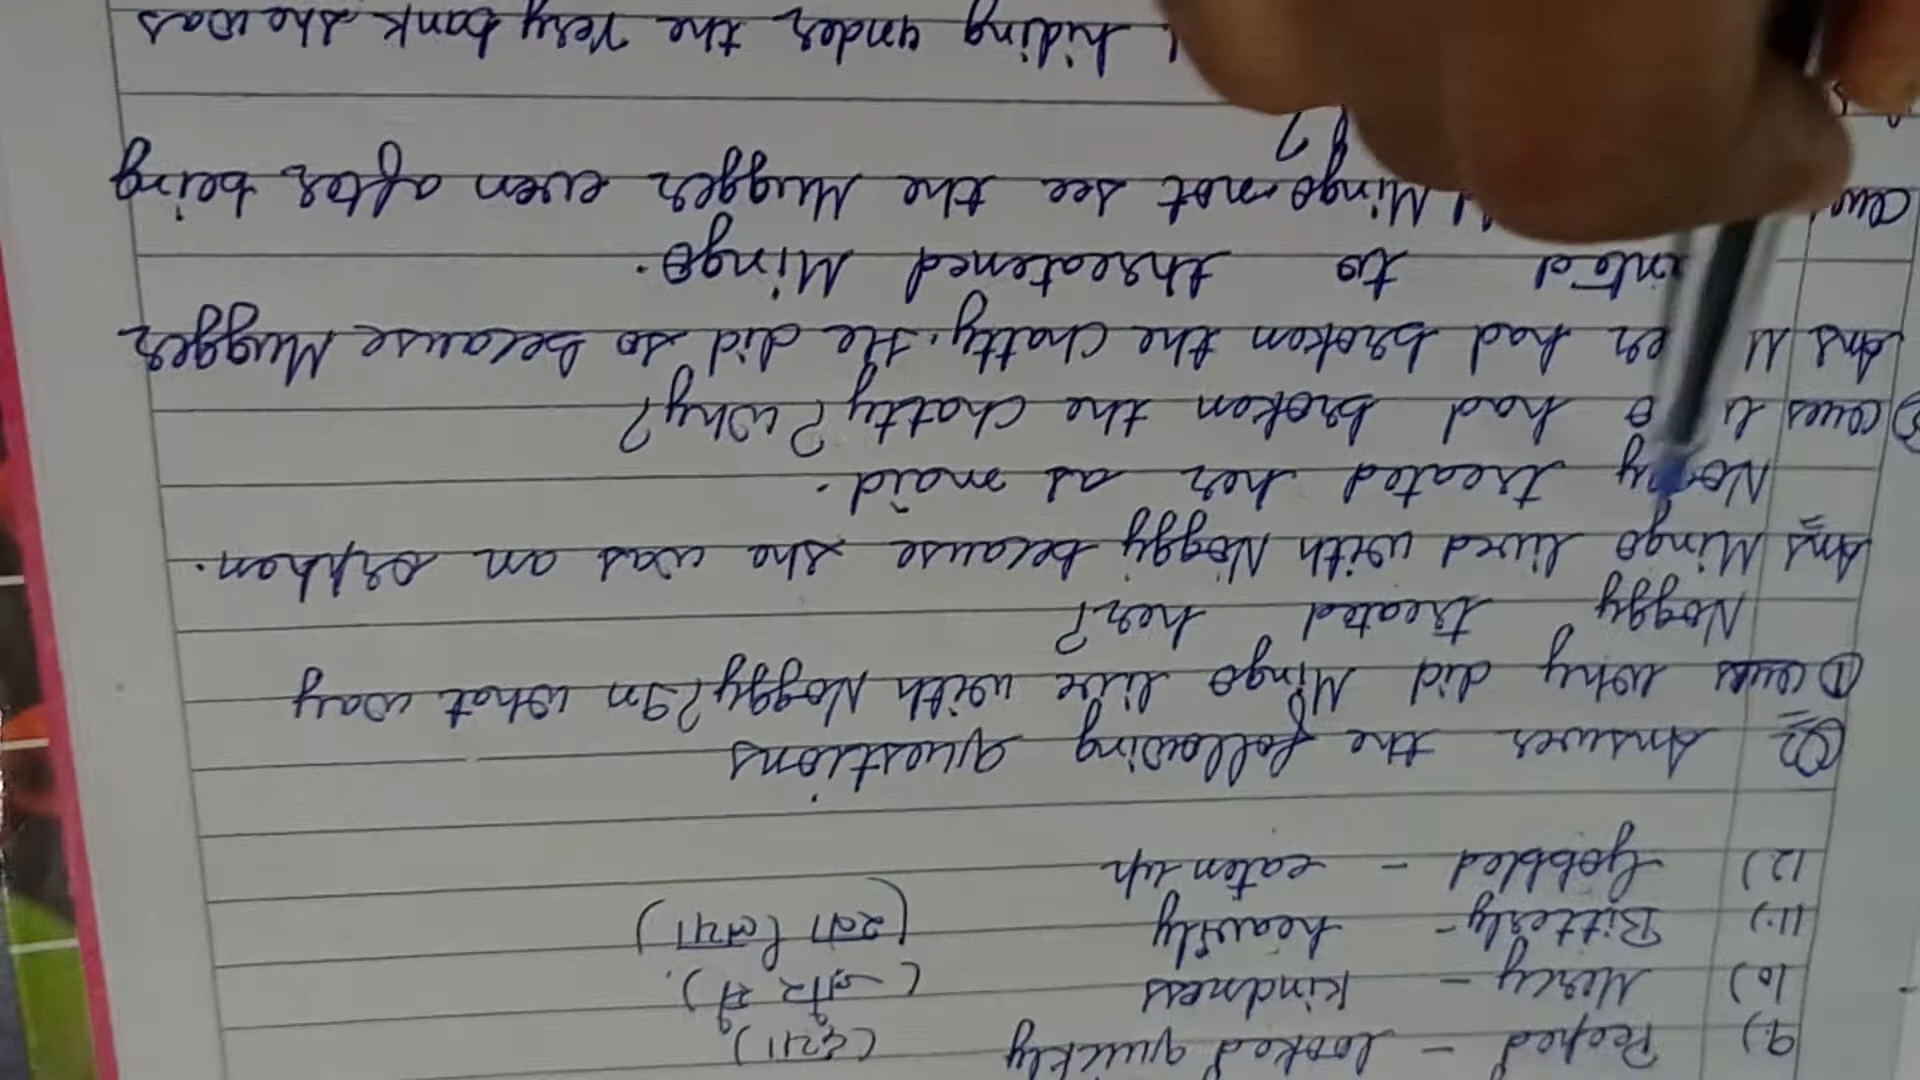 9.) Peeped - looked quickly (दया)
10.) Mercy - kindness
11.) Bitterly - heavily (खा लिया)
12.) Gobbled - eaten up
Q2 Answer the following questions
① Ques Why did Mingo live with Noggy? In what way
Noggy treated her?
Ans Mingo lived with Noggy because she was an orphan.
treated her as maid.
Ques had broken the chatty? Why?
Ans had broken the chatty. He did so because Mugger
to threatened Mingo.
Mingo not see the Mugger even after being
?
hiding under the very bank she was